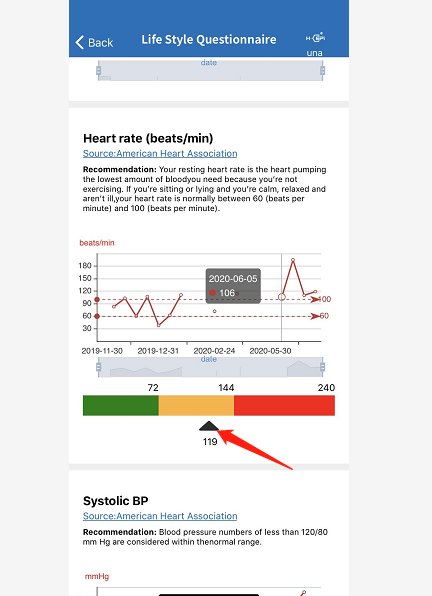 Back
Life Style Questionnaire
una
date
Heart rate (beats/min)
Source:American Heart Association
Recommendation: Your resting heart rate is the heart pumping
the lowest amount of bloodyou need because you're not
exercising. If you're sitting or lying and you're calm, relaxed and
aren't ill,your heart rate is normally between 60 (beats per
minute) and 100 (beats per minute).
beats/min
180
150
120
90
60
30
2020-06-05
106
100
60
2019-11-30
2019-12-31
2020-02-24
2020-05-30
date
72
144
240
119
Systolic BP
Source:American Heart Association
Recommendation: Blood pressure numbers of less than 120/80
mm Hg are considered within thenormal range.
mmHg